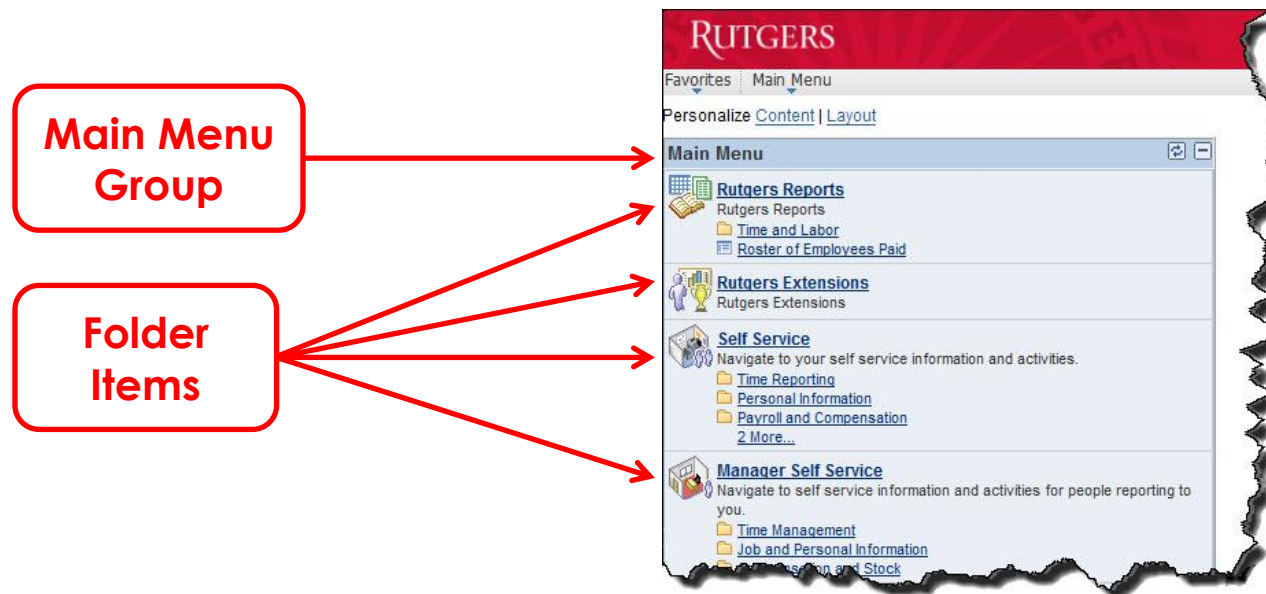 Main Menu
Group
Folder
Items
RUTGERS
Favorites Main Menu
Personalize Content | Layout
Main Menu
Rutgers Reports
Rutgers Reports
Time and Labor
Roster of Employees Paid
Rutgers Extensions
Rutgers Extensions
Self Service
Navigate to your self service information and activities.
Time Reporting
Personal Information
Payroll and Compensation
2 More...
Manager Self Service
Navigate to self service information and activities for people reporting to
you.
Time Management
Job and Personal Information
and Stock